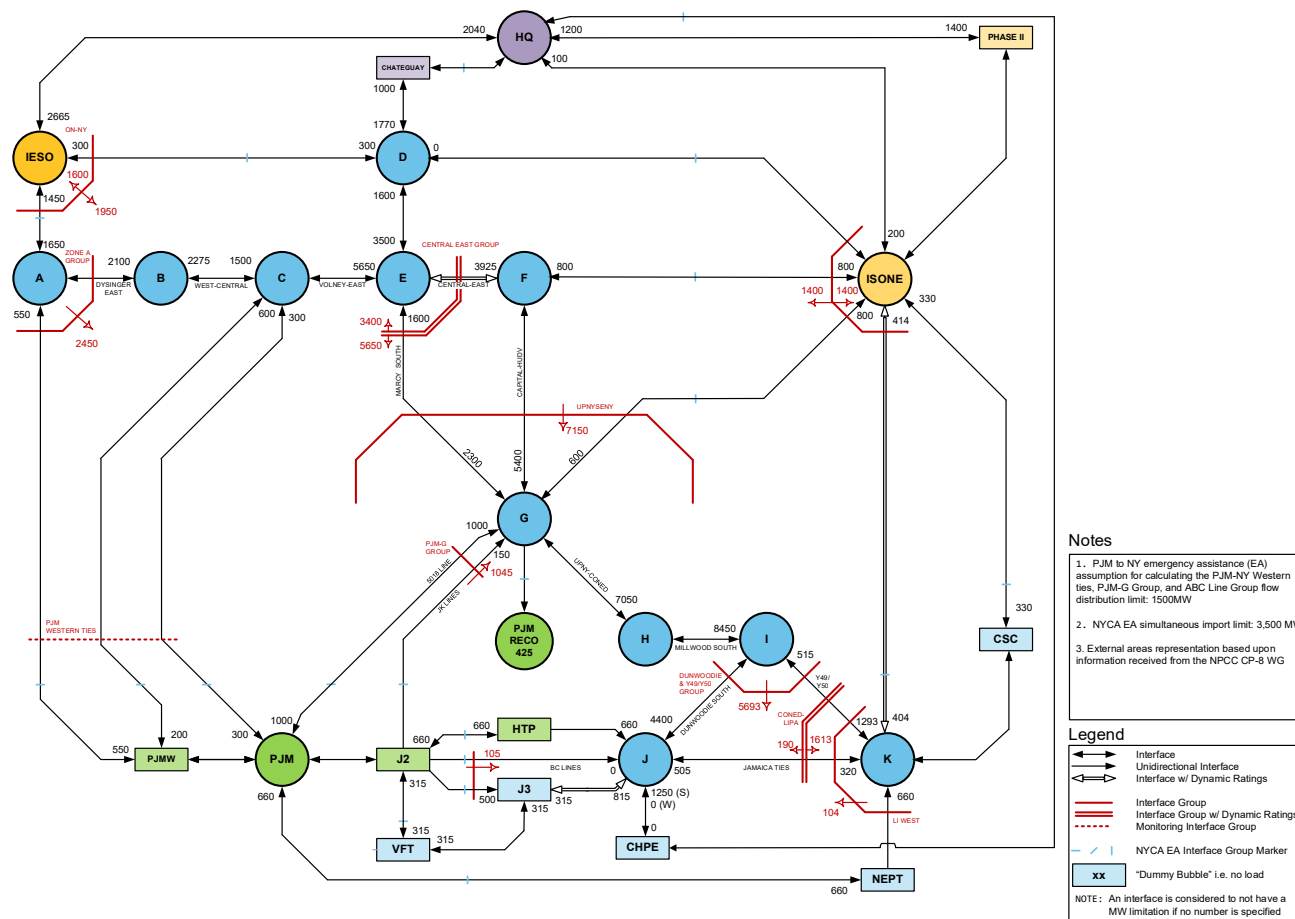 HQ
2040
1200
1400
PHASE II
100
CHATEGUAY
1000
2665
ON-NY
1770
IESO
300
300
D
0
1600
1950
1450
1600
1650
ZONE A
GROUP
3500
CENTRAL EAST GROUP
200
A
2100
B
2275
1500
C
5650
E
3925
F
800
800
ISONE
DYSINGER
EAST
WEST-CENTRAL
VOLNEY-EAST
CENTRAL-EAST
1400
1400
550
2450
600
300
3400
1600
5650
800
414
330
MARCY SOUTH
CAPITAL-HUDV
UPNYSENY
7150
2300
5400
600
G
1000
PJM-G
GROUP
150
1045
5018 LINE
JK LINES
UPNY-CONED
7050
PJM
RECO
425
H
8450
I
MILLWOOD SOUTH
330
CSC
PJM
WESTERN TIES
DUNWOODIE
& Y49/Y50
GROUP
515
Y49/
Y50
5693
DUNWOODIE SOUTH
CONED-
LIPA
1293
404
550
200
PJMW
300
1000
PJM
660
660
J2
660
HTP
660
4400
J
505
JAMAICA TIES
190
1613
320
K
105
BC LINES
0
500
J3
315
815
315
315
315
VFT
315
1250 (S)
0 (W)
0
CHPE
104
LI WEST
660
NEPT
660
Notes
1. PJM to NY emergency assistance (EA)
assumption for calculating the PJM-NY Western
ties, PJM-G Group, and ABC Line Group flow
distribution limit: 1500MW
2. NYCA EA simultaneous import limit: 3,500 MW
3. External areas representation based upon
information received from the NPCC CP-8 WG
Legend
Interface
Unidirectional Interface
Interface w/ Dynamic Ratings
Interface Group
Interface Group w/ Dynamic Ratings
Monitoring Interface Group
NYCA EA Interface Group Marker
xx
"Dummy Bubble" i.e. no load
NOTE: An interface is considered to not have a
MW limitation if no number is specified